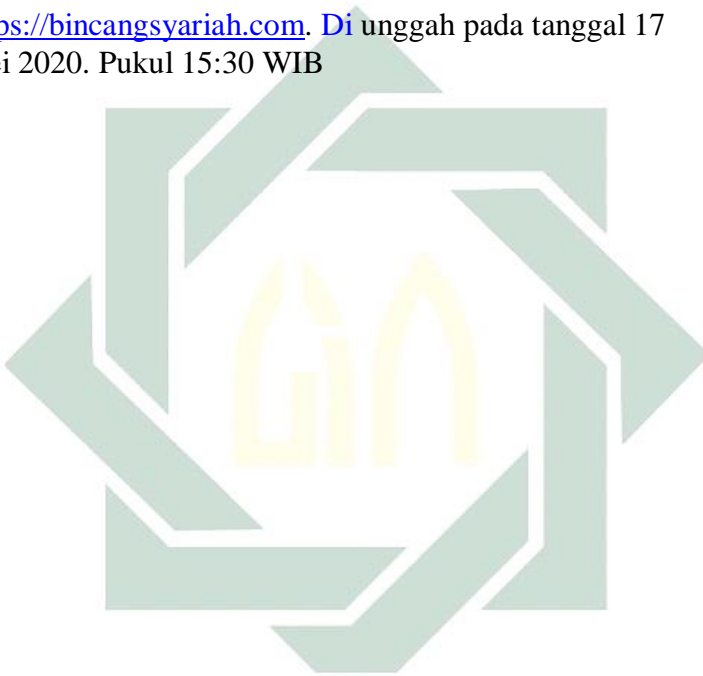 ps://bincangsyariah.com. Di unggah pada tanggal 17
i 2020. Pukul 15:30 WIB